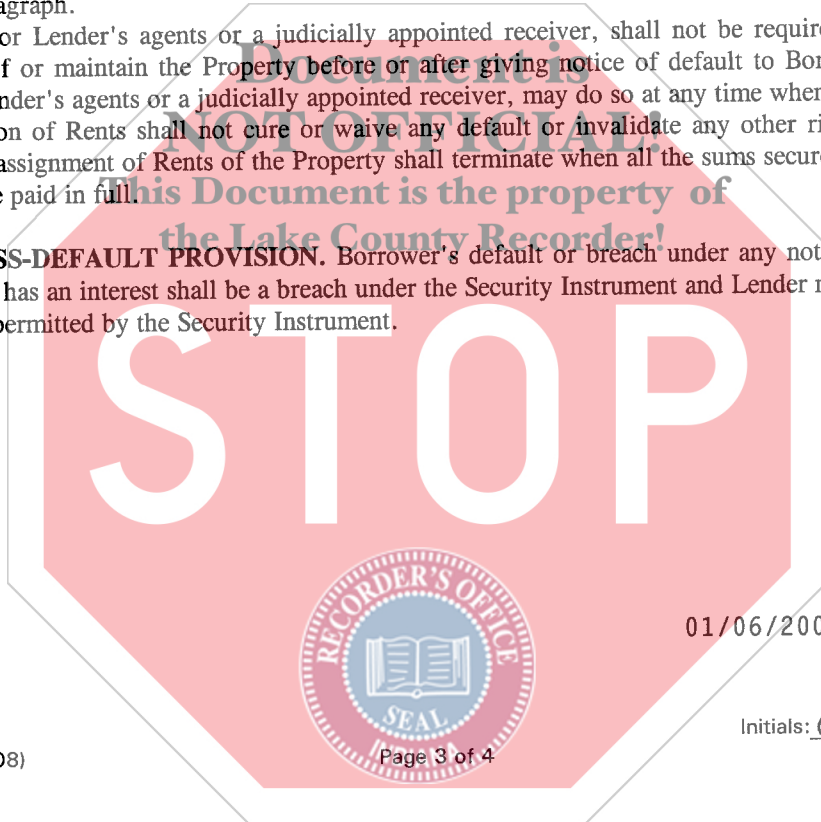 agraph.
or Lender's agents or a judicially appointed receiver, shall not be require
f or maintain the Property before or after giving notice of default to Bor
nder's agents or a judicially appointed receiver, may do so at any time when
on of Rents shall not cure or waive any default or invalidate any other ri
assignment of Rents of the Property shall terminate when all the sums secure
e paid in full.
Document is
NOT OFFICIAL!
This Document is the property of
the Lake County Recorder!
SS-DEFAULT PROVISION. Borrower's default or breach under any not
has an interest shall be a breach under the Security Instrument and Lender m
permitted by the Security Instrument.
STOP
RECORDER'S OFFICE
SEAL
INDIANA
01/06/200
Initials:
08)
Page 3 of 4